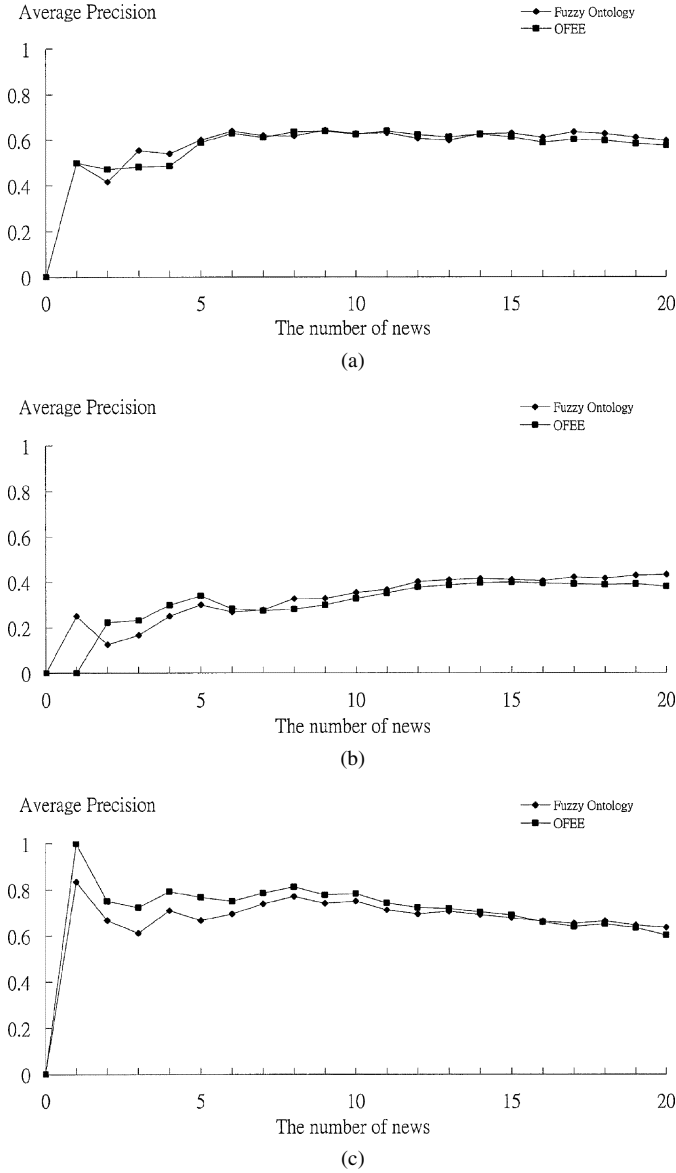 Average Precision
Fuzzy Ontology
OFEE
1
0.8
0.6
0.4
0.2
0
0 5 10 15 20
The number of news
(a)
Average Precision
Fuzzy Ontology
OFEE
1
0.8
0.6
0.4
0.2
0
0 5 10 15 20
The number of news
(b)
Average Precision
Fuzzy Ontology
OFEE
1
0.8
0.6
0.4
0.2
0
0 5 10 15 20
The number of news
(c)